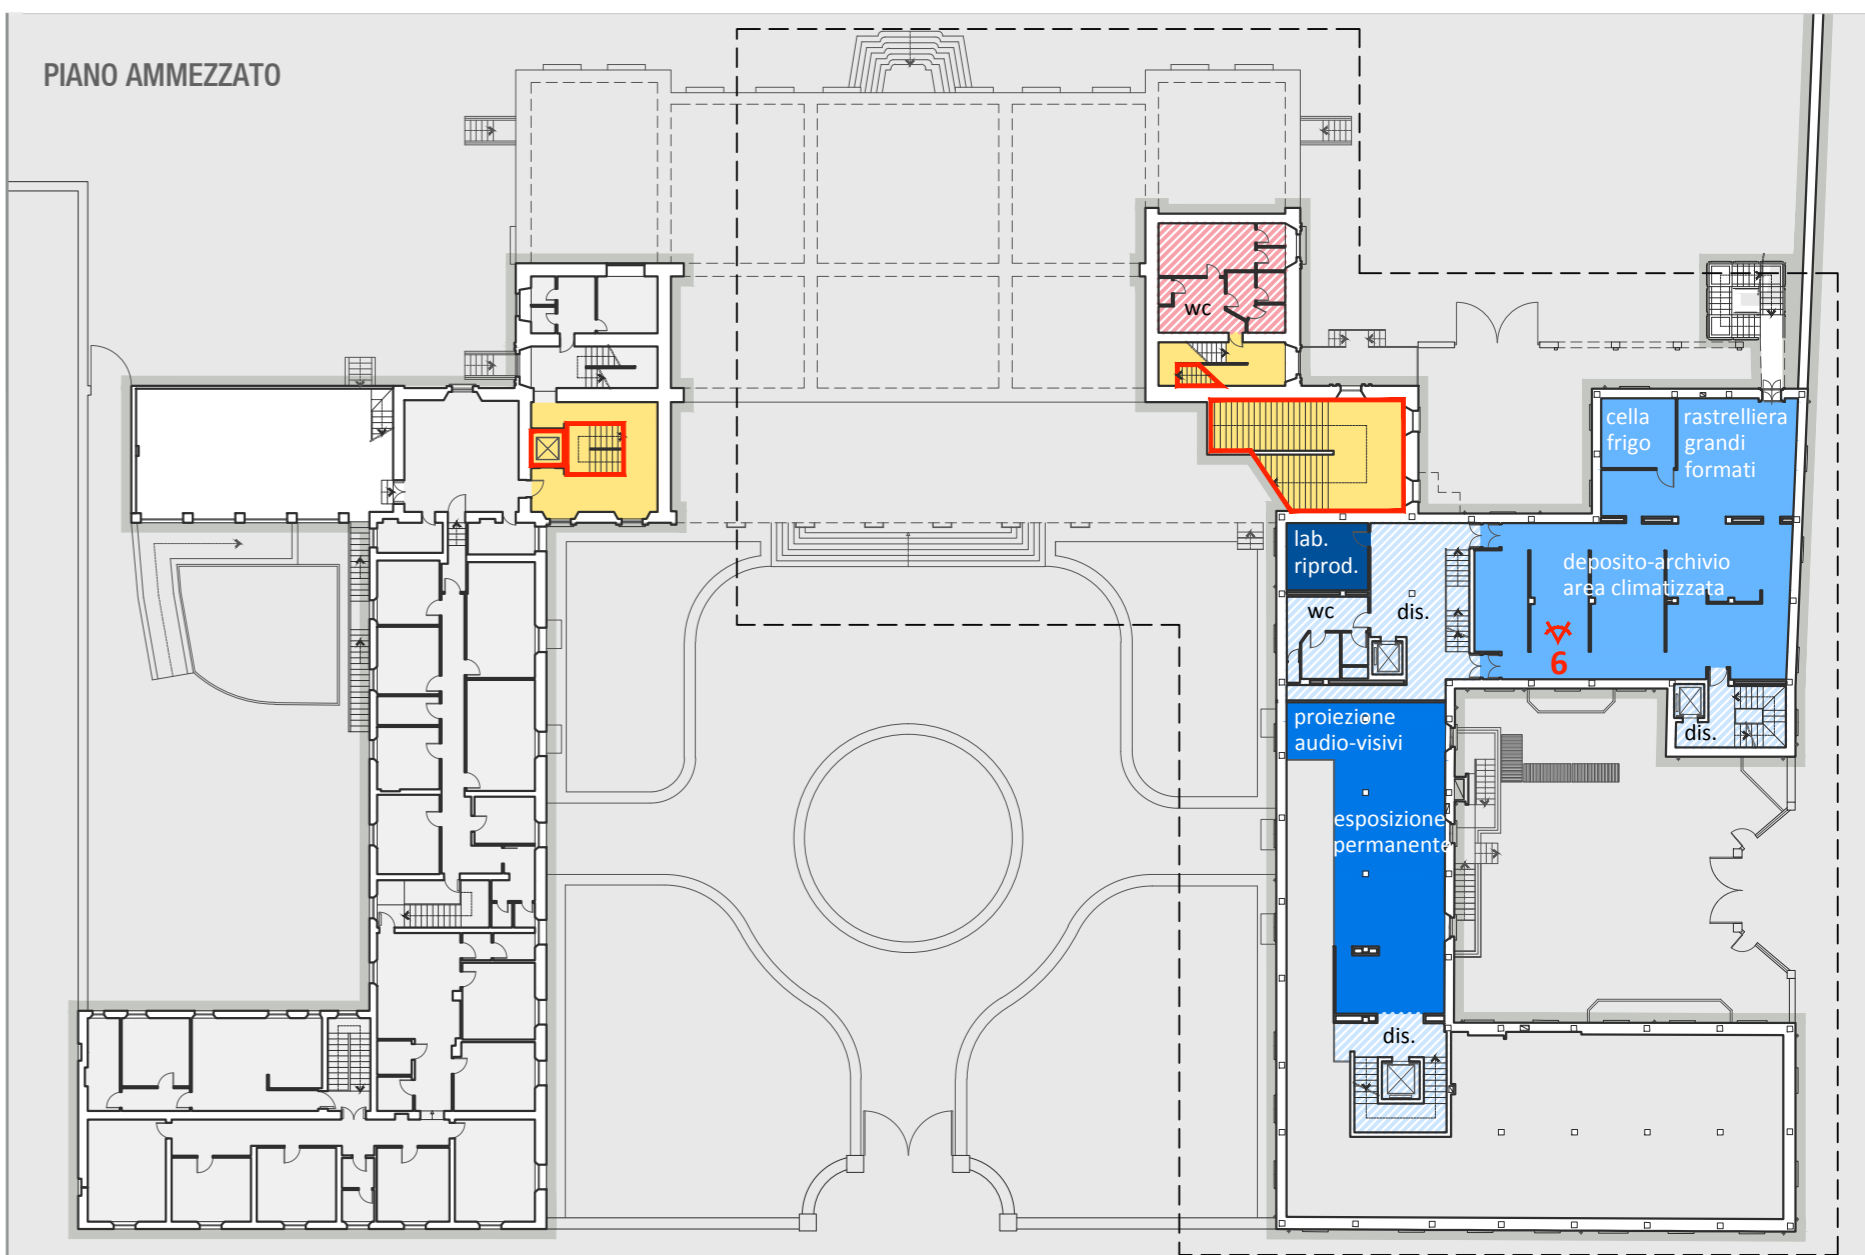 PIANO AMMEZZATO
wc
cella
frigo
rastrelliera
grandi
formati
lab.
riprod.
deposito-archivio
area climatizzata
wc
dis.
6
proiezione
audio-visivi
dis.
esposizione
permanente
dis.